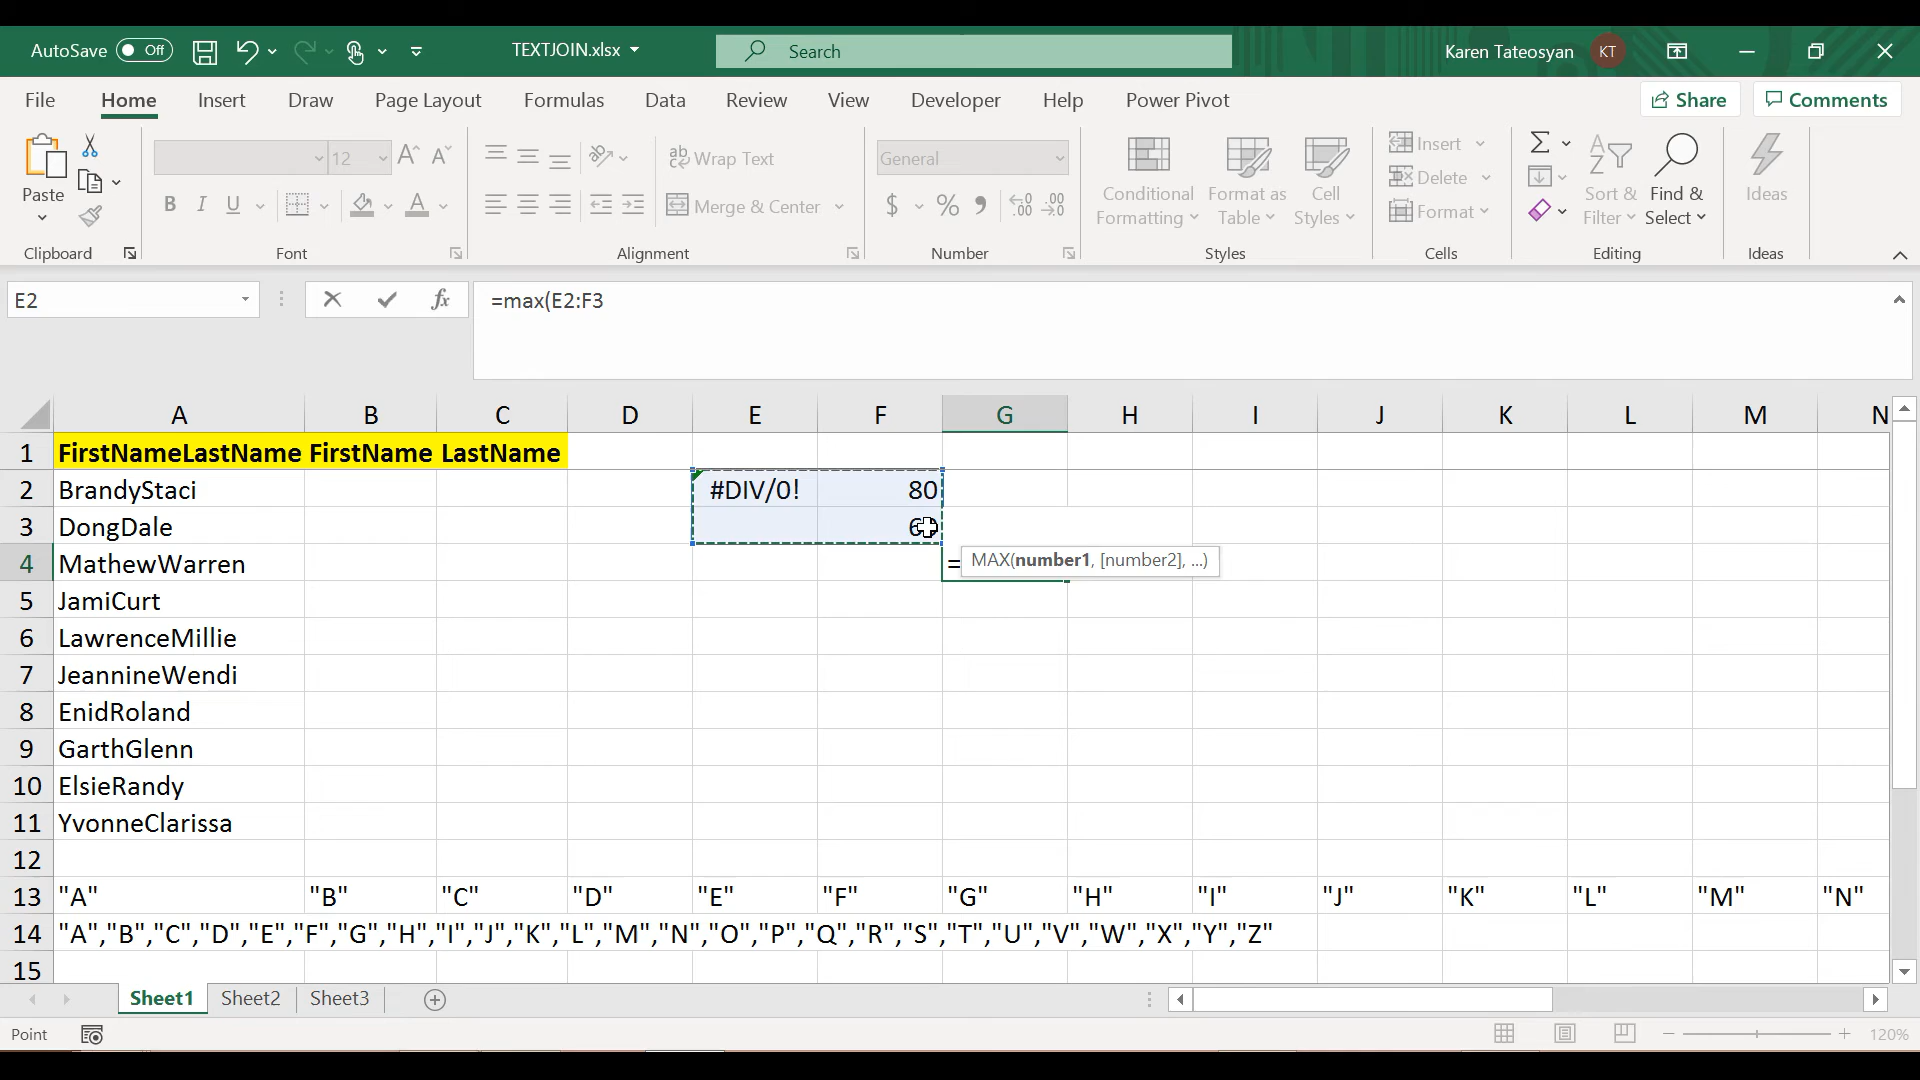 AutoSave Off TEXTJOIN.xlsx Search Karen Tateosyan KT
File Home Insert Draw Page Layout Formulas Data Review View Developer Help Power Pivot Share Comments
Paste
Clipboard
12 A A
B I U A
Font
ab Wrap Text
Merge & Center
Alignment
General
$ % 9 .00 .00
Number
Conditional Formatting
Format as Table
Cell Styles
Styles
Insert
Delete
Format
Cells
Sort & Filter
Find & Select
Editing
Ideas
Ideas
E2 fx =max(E2:F3
A B C D E F G H I J K L M N
1 FirstNameLastName FirstName LastName
2 BrandyStaci #DIV/0! 80
3 DongDale
4 MathewWarren = MAX(number1, [number2], ...)
5 JamiCurt
6 LawrenceMillie
7 JeannineWendi
8 EnidRoland
9 GarthGlenn
10 ElsieRandy
11 YvonneClarissa
12
13 "A" "B" "C" "D" "E" "F" "G" "H" "I" "J" "K" "L" "M" "N"
14 "A","B","C","D","E","F","G","H","I","J","K","L","M","N","O","P","Q","R","S","T","U","V","W","X","Y","Z"
15
Sheet1 Sheet2 Sheet3
Point 120%